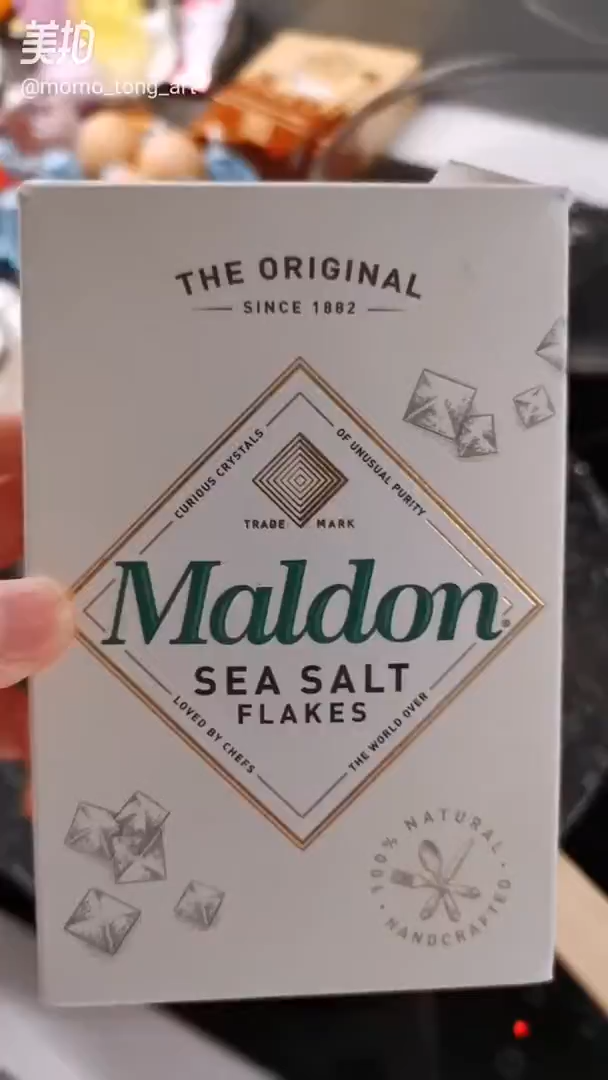 美拍
@momo_tong_art
THE ORIGINAL
SINCE 1882
CURIOUS CRYSTALS
OF UNUSUAL PURITY
TRADE MARK
Maldon
SEA SALT
FLAKES
LOVED BY CHEFS
THE WORLD OVER
100% NATURAL
HANDCRAFTED